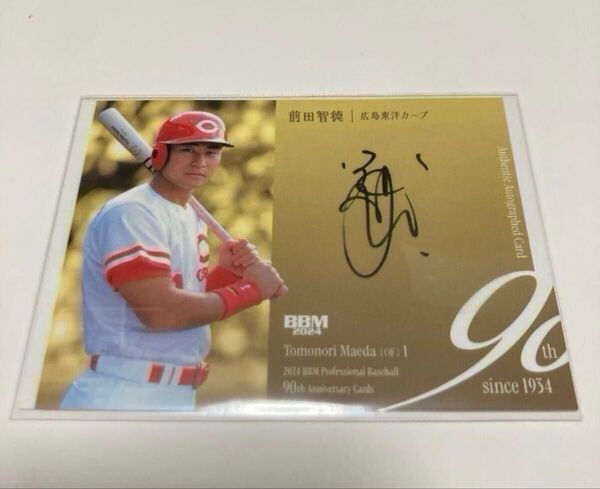 前田智徳 | 広島東洋カープ
Authentic Autographed Card
BBM
2024
Tomonori Maeda [OF] 1
2024 BBM Professional Baseball
90th Anniversary Cards
90th
since 1934